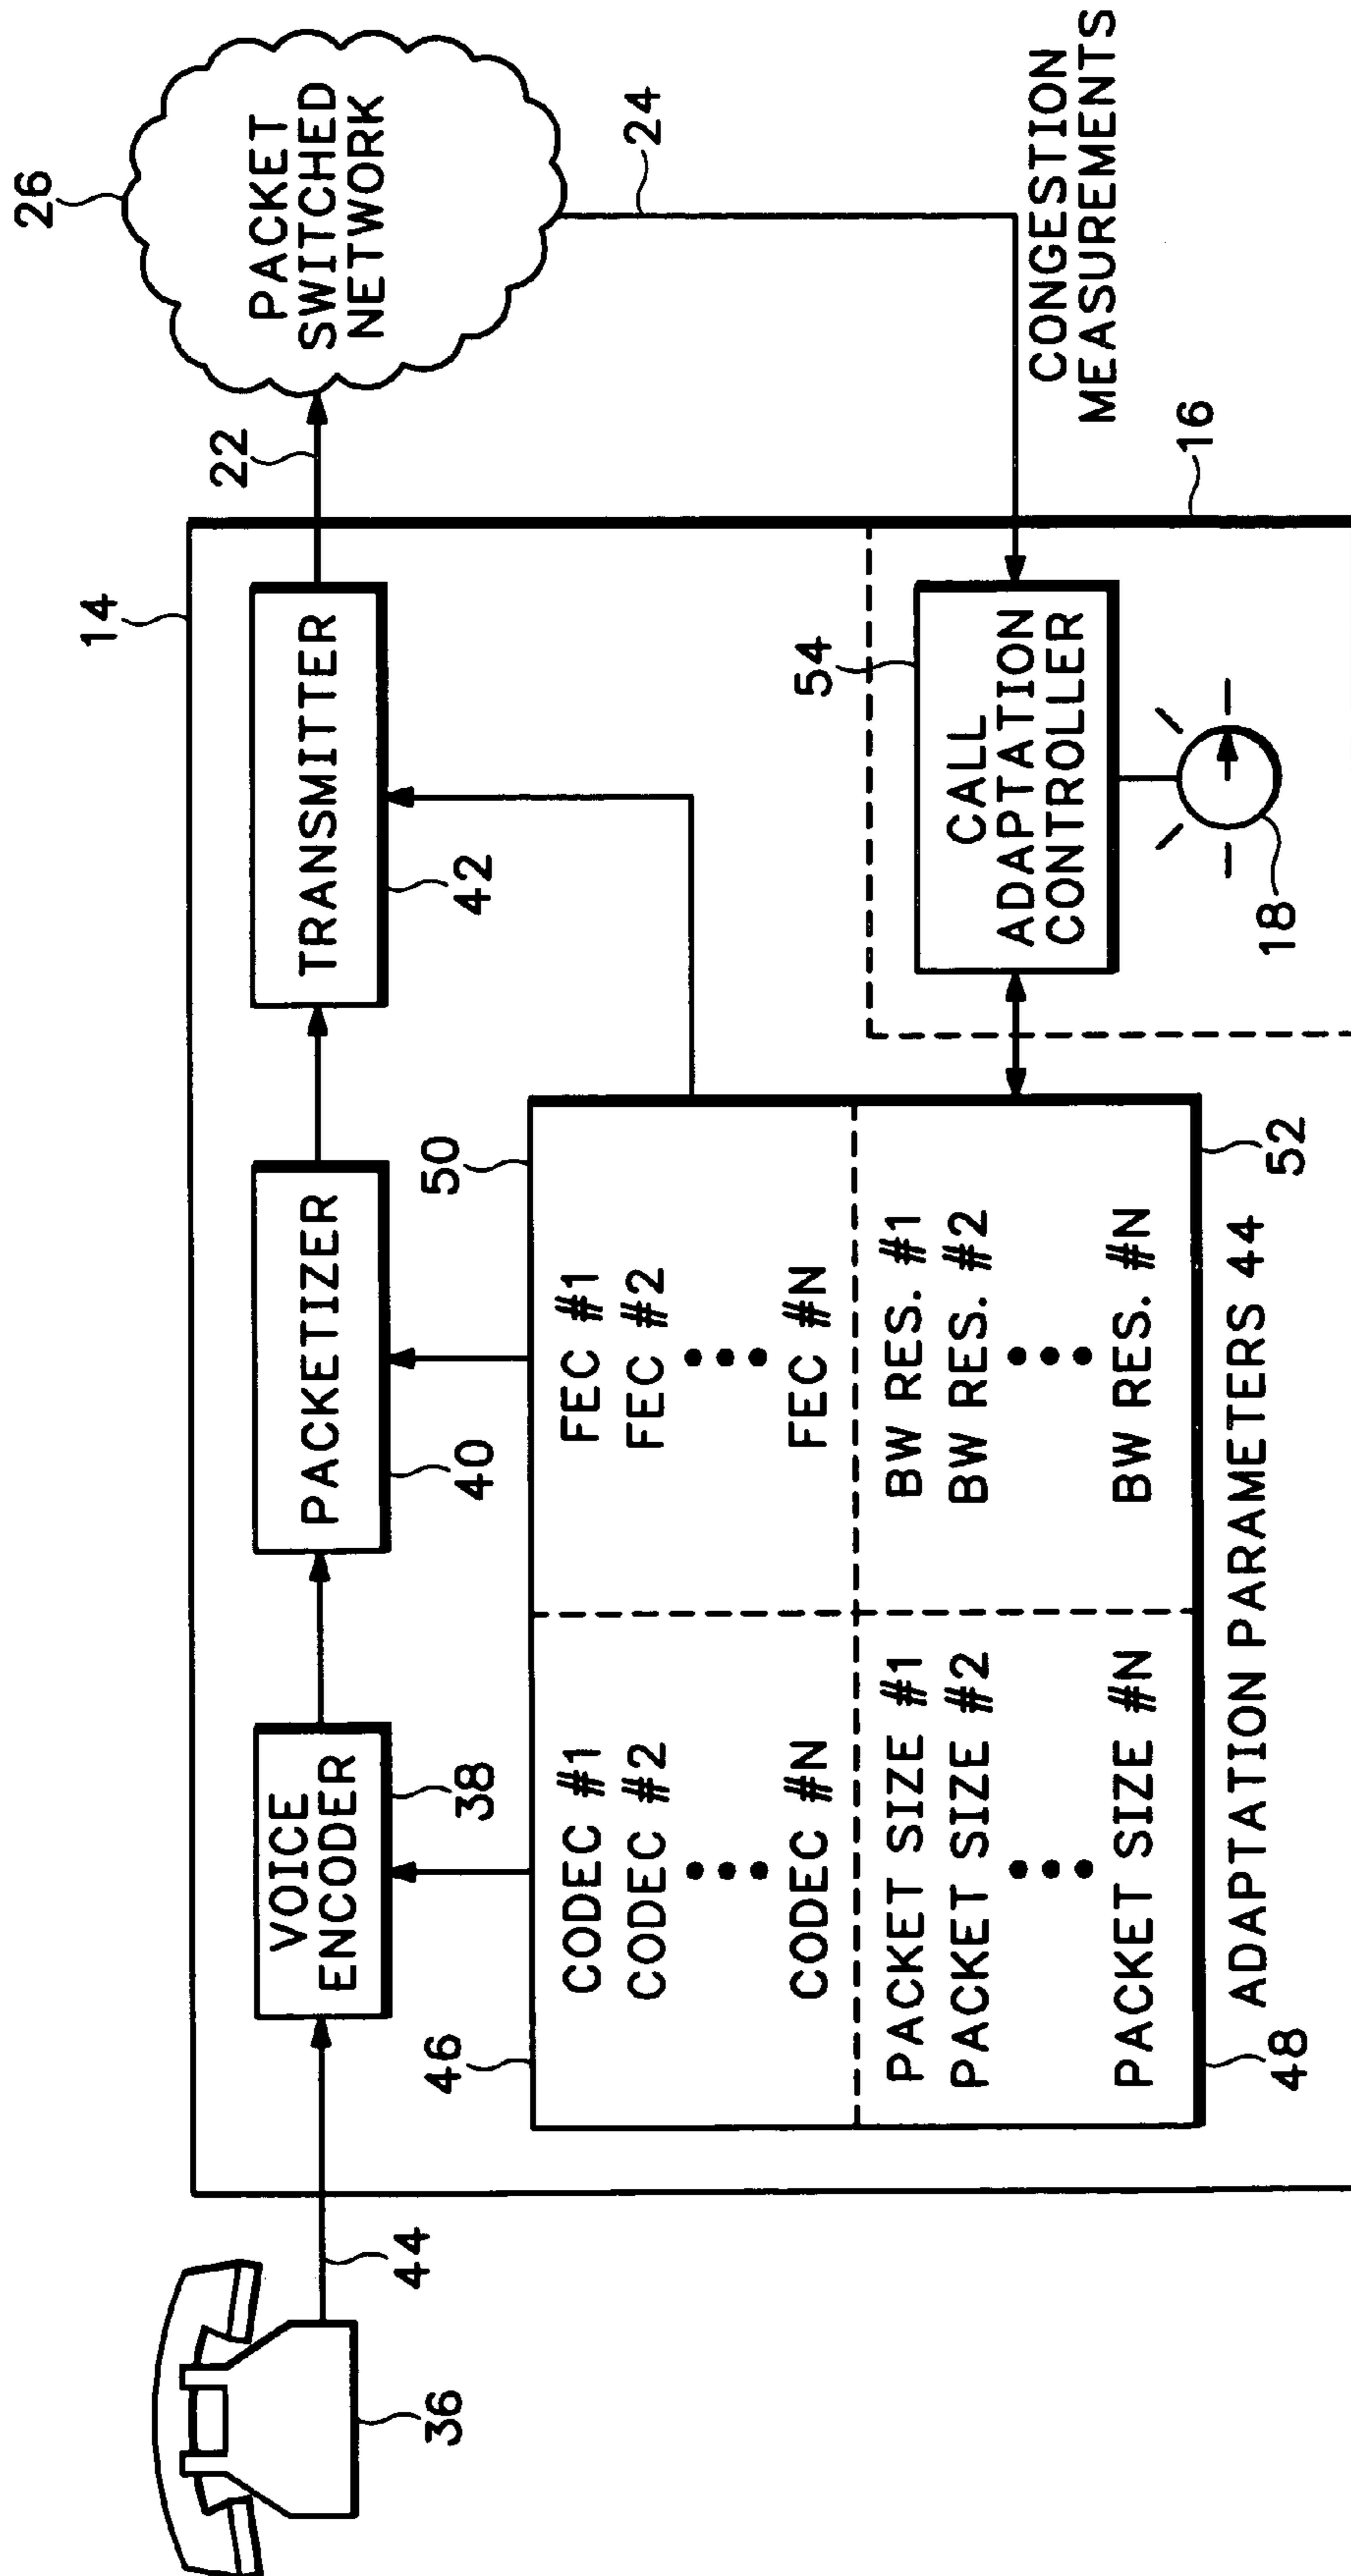 26
PACKET
SWITCHED
NETWORK
22
24
CONGESTION
MEASUREMENTS
14
16
TRANSMITTER
42
54
CALL
ADAPTATION
CONTROLLER
18
PACKETIZER
40
VOICE
ENCODER
38
44
36
46
CODEC #1
CODEC #2
CODEC #N
50
FEC #1
FEC #2
FEC #N
PACKET SIZE #1
PACKET SIZE #2
PACKET SIZE #N
48
BW RES. #1
BW RES. #2
BW RES. #N
52
ADAPTATION PARAMETERS 44